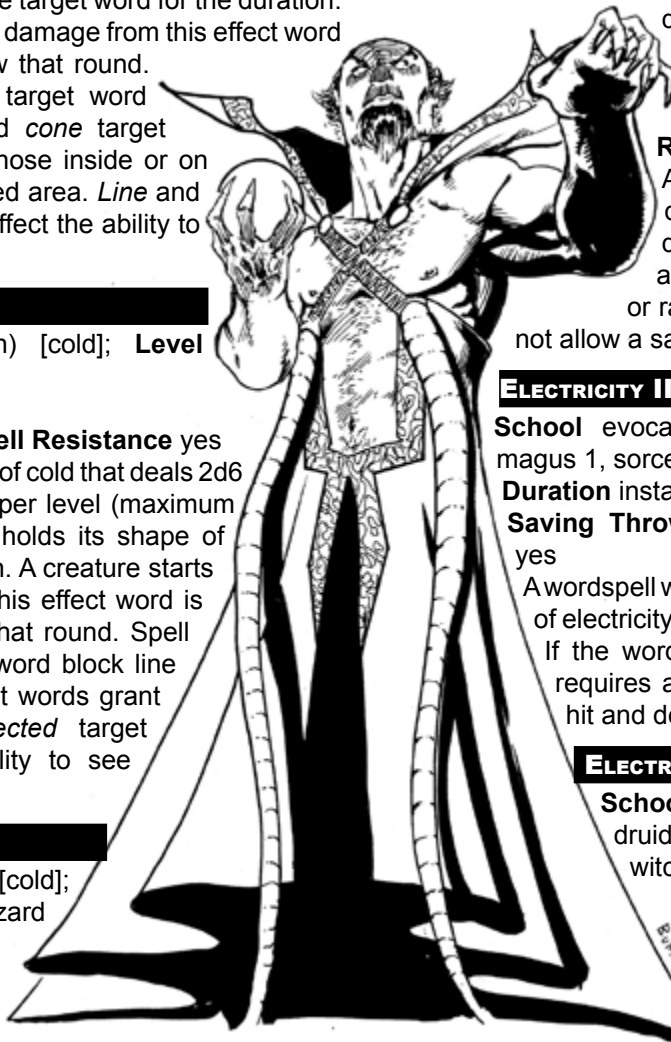 e target word for the duration.
damage from this effect word
w that round.
target word
d cone target
hose inside or on
ed area. Line and
ffect the ability to
) [cold]; Level
ell Resistance yes
of cold that deals 2d6
per level (maximum
holds its shape of
n. A creature starts
his effect word is
hat round. Spell
word block line
t words grant
ected target
lity to see
[cold];
zard
or ra
not allow a sa
ELECTRICITY
School evoca
magus 1, sorce
Duration insta
Saving Throw
yes
A wordspell w
of electricity
If the word
requires a
hit and de
ELECTR
School
druid
witc